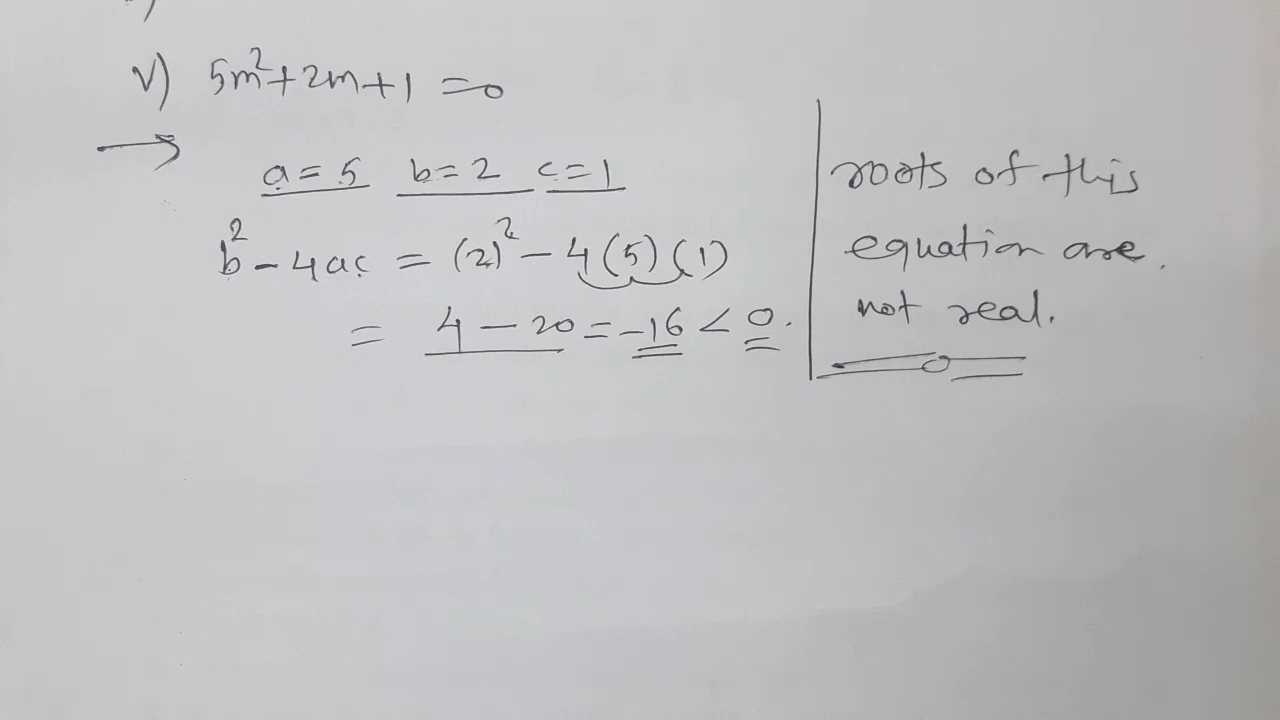 v) 5m²+2m+1 =0
→
a=5 b=2 c=1
b²-4ac = (2)²-4(5)(1)
= 4-20=-16<0.
roots of this
equation are.
not real.